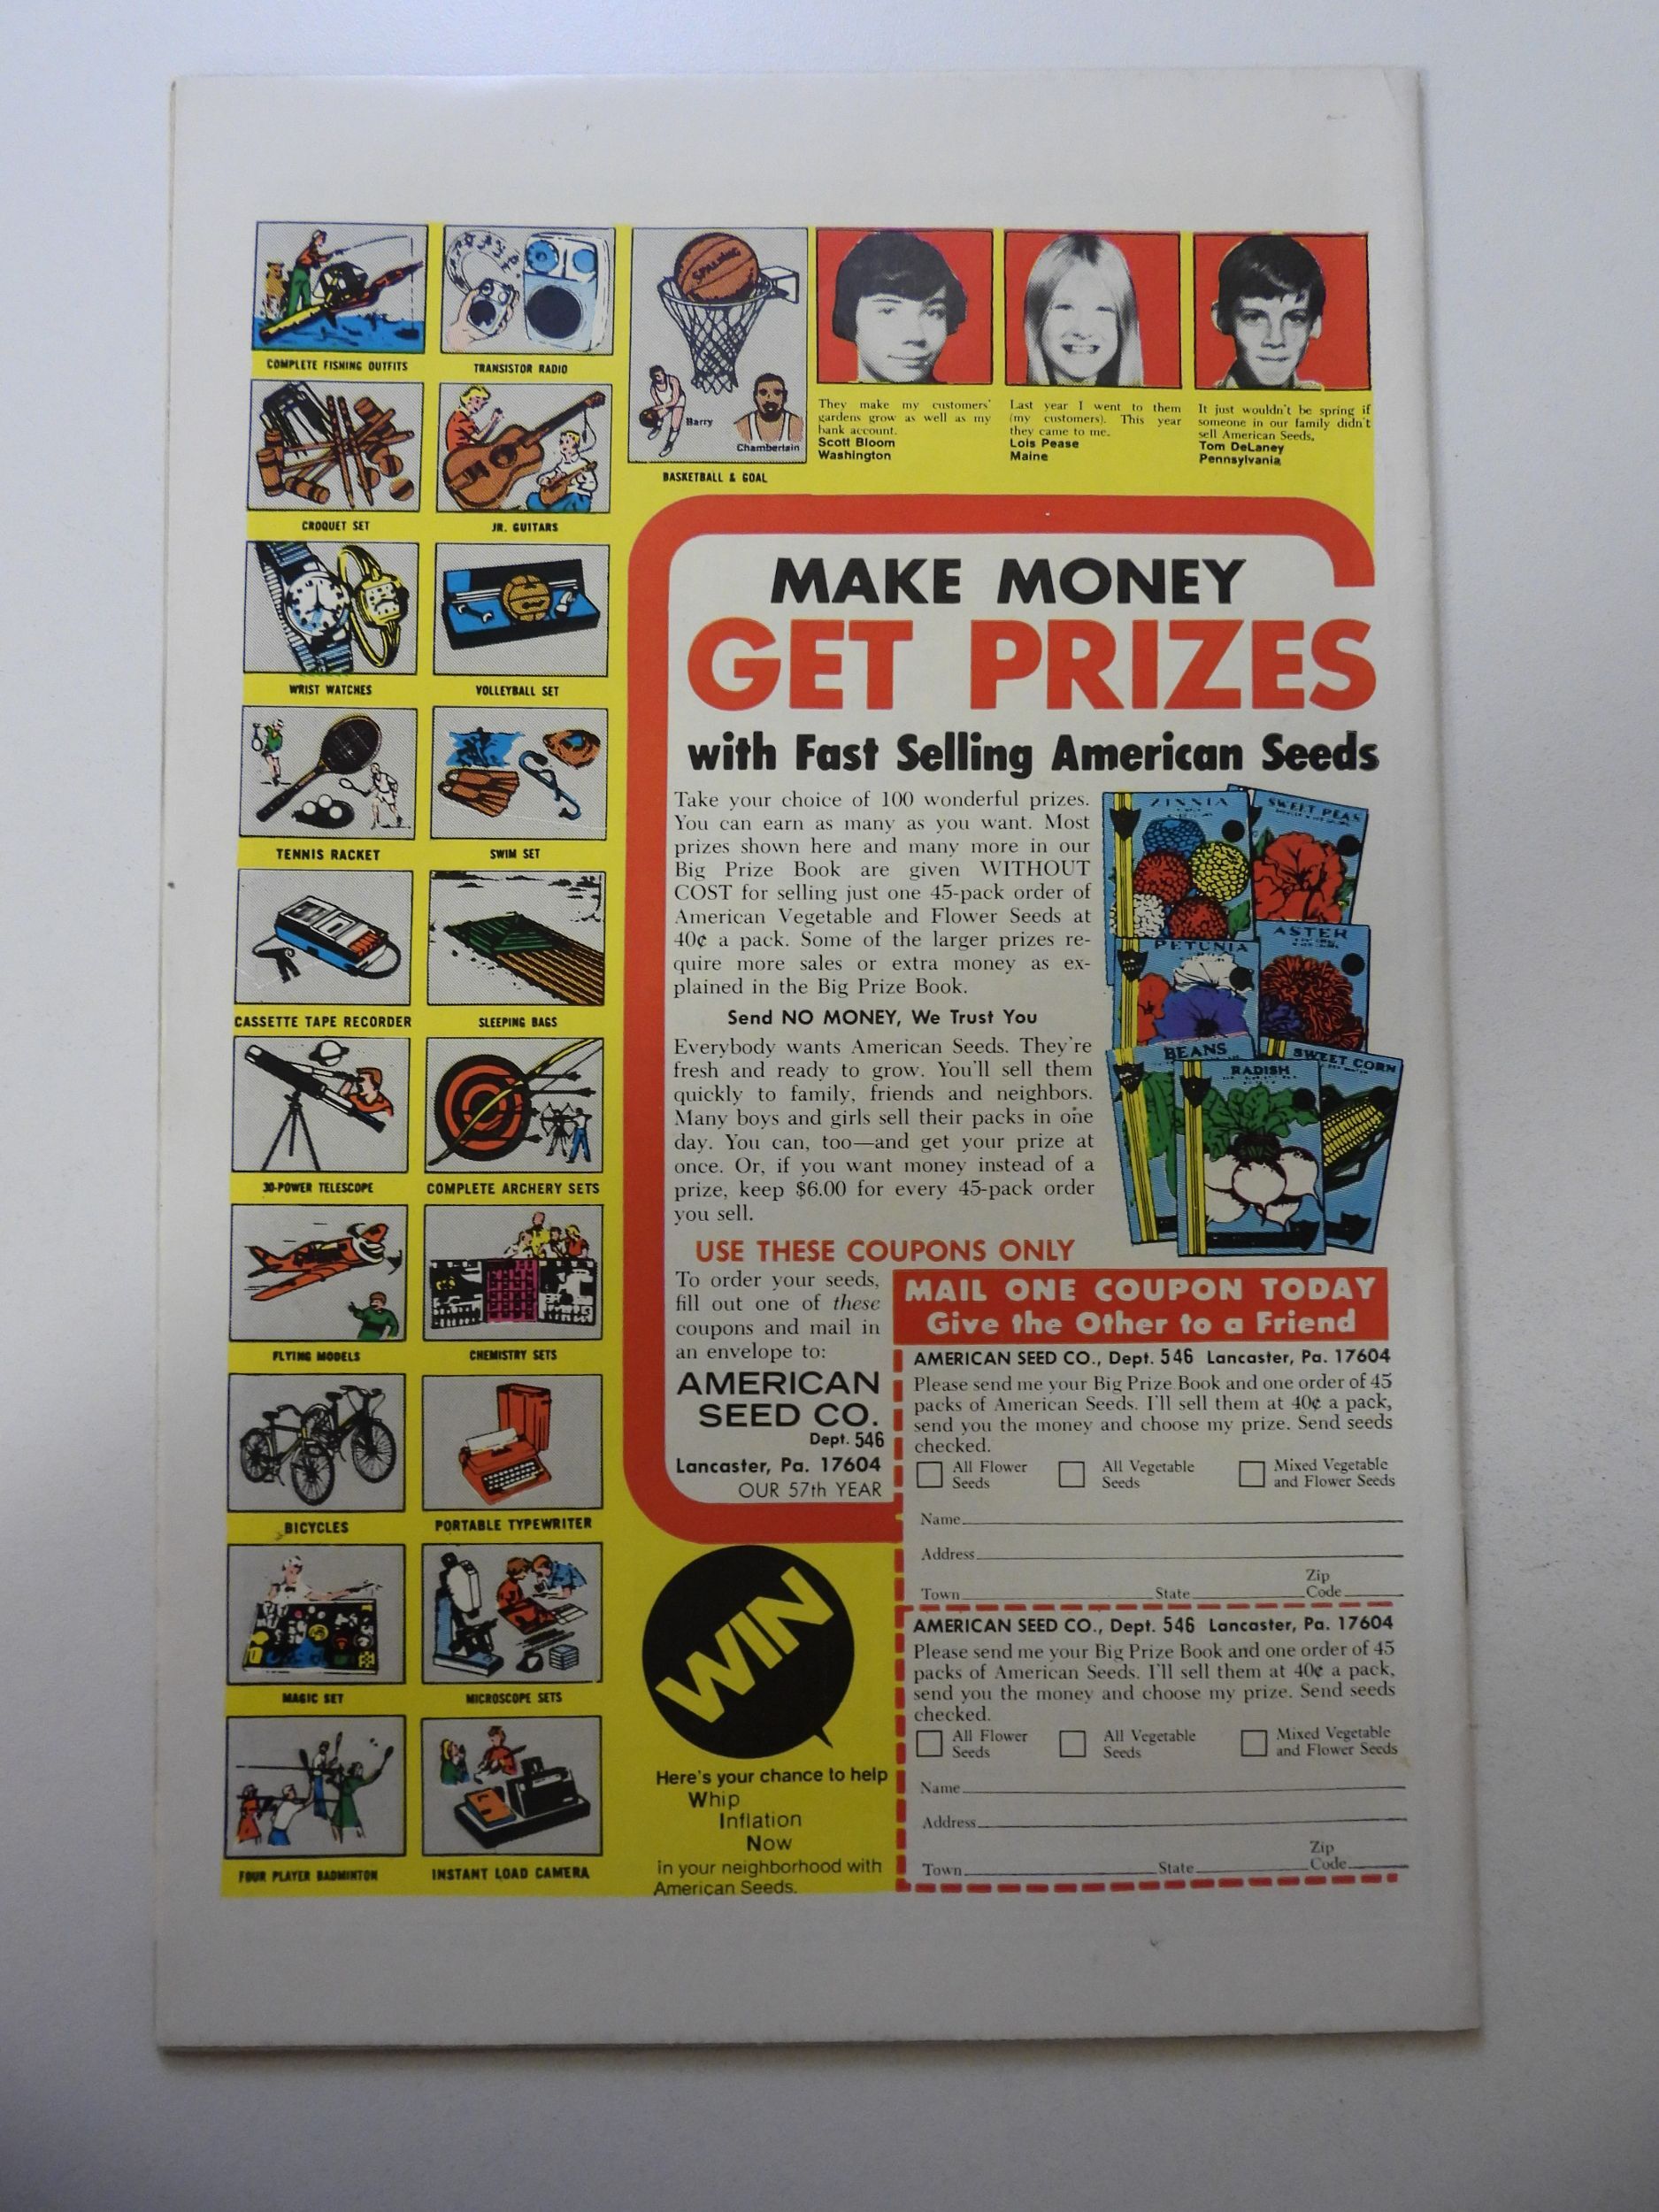 COMPLETE FISHING OUTFITS
TRANSISTOR RADIO
CROQUET SET
JR. GUITARS
WRIST WATCHES
VOLLEYBALL SET
TENNIS RACKET
SWIM SET
CASSETTE TAPE RECORDER
SLEEPING BAGS
30-POWER TELESCOPE
COMPLETE ARCHERY SETS
FLYING MODELS
CHEMISTRY SETS
BICYCLES
PORTABLE TYPEWRITER
MAGIC SET
MICROSCOPE SETS
FOUR PLAYER BADMINTON
INSTANT LOAD CAMERA
SPALDING
Barry
Chamberlain
BASKETBALL & GOAL
They make my customers'
gardens grow as well as my
bank account.
Scott Bloom
Washington
Last year I went to them
(my customers). This year
they came to me.
Lois Pease
Maine
It just wouldn't be spring if
someone in our family didn't
sell American Seeds.
Tom DeLaney
Pennsylvania
MAKE MONEY
GET PRIZES
with Fast Selling American Seeds
Take your choice of 100 wonderful prizes.
You can earn as many as you want. Most
prizes shown here and many more in our
Big Prize Book are given WITHOUT
COST for selling just one 45-pack order of
American Vegetable and Flower Seeds at
40¢ a pack. Some of the larger prizes re-
quire more sales or extra money as ex-
plained in the Big Prize Book.
Send NO MONEY, We Trust You
Everybody wants American Seeds. They're
fresh and ready to grow. You'll sell them
quickly to family, friends and neighbors.
Many boys and girls sell their packs in one
day. You can, too—and get your prize at
once. Or, if you want money instead of a
prize, keep $6.00 for every 45-pack order
you sell.
ZINNIA
SWEET PEAS
PETUNIA
ASTER
BEANS
RADISH
SWEET CORN
USE THESE COUPONS ONLY
To order your seeds,
fill out one of these
coupons and mail in
an envelope to:
AMERICAN
SEED CO.
Dept. 546
Lancaster, Pa. 17604
OUR 57th YEAR
MAIL ONE COUPON TODAY
Give the Other to a Friend
AMERICAN SEED CO., Dept. 546 Lancaster, Pa. 17604
Please send me your Big Prize Book and one order of 45
packs of American Seeds. I'll sell them at 40¢ a pack,
send you the money and choose my prize. Send seeds
checked.
All Flower Seeds
All Vegetable Seeds
Mixed Vegetable and Flower Seeds
Name
Address
Town State Zip Code
AMERICAN SEED CO., Dept. 546 Lancaster, Pa. 17604
Please send me your Big Prize Book and one order of 45
packs of American Seeds. I'll sell them at 40¢ a pack,
send you the money and choose my prize. Send seeds
checked.
All Flower Seeds
All Vegetable Seeds
Mixed Vegetable and Flower Seeds
Name
Address
Town State Zip Code
WIN
Here's your chance to help
Whip
Inflation
Now
in your neighborhood with
American Seeds.